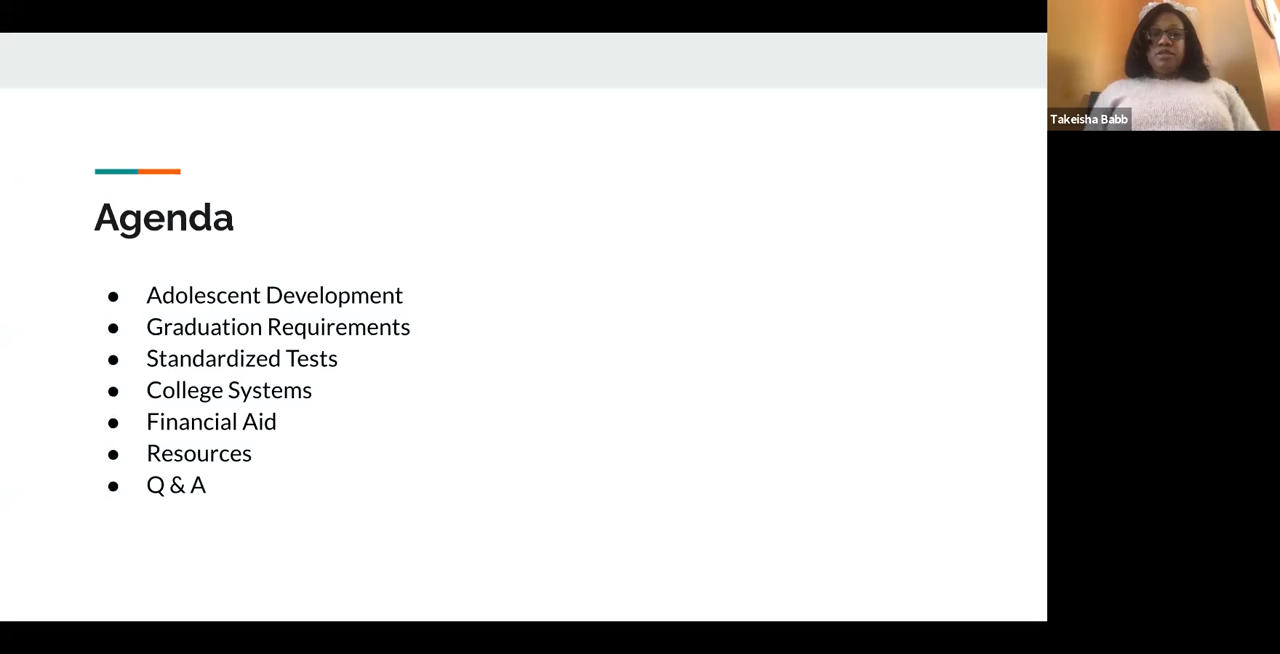 Agenda
● Adolescent Development
● Graduation Requirements
● Standardized Tests
● College Systems
● Financial Aid
● Resources
● Q & A
Takeisha Babb